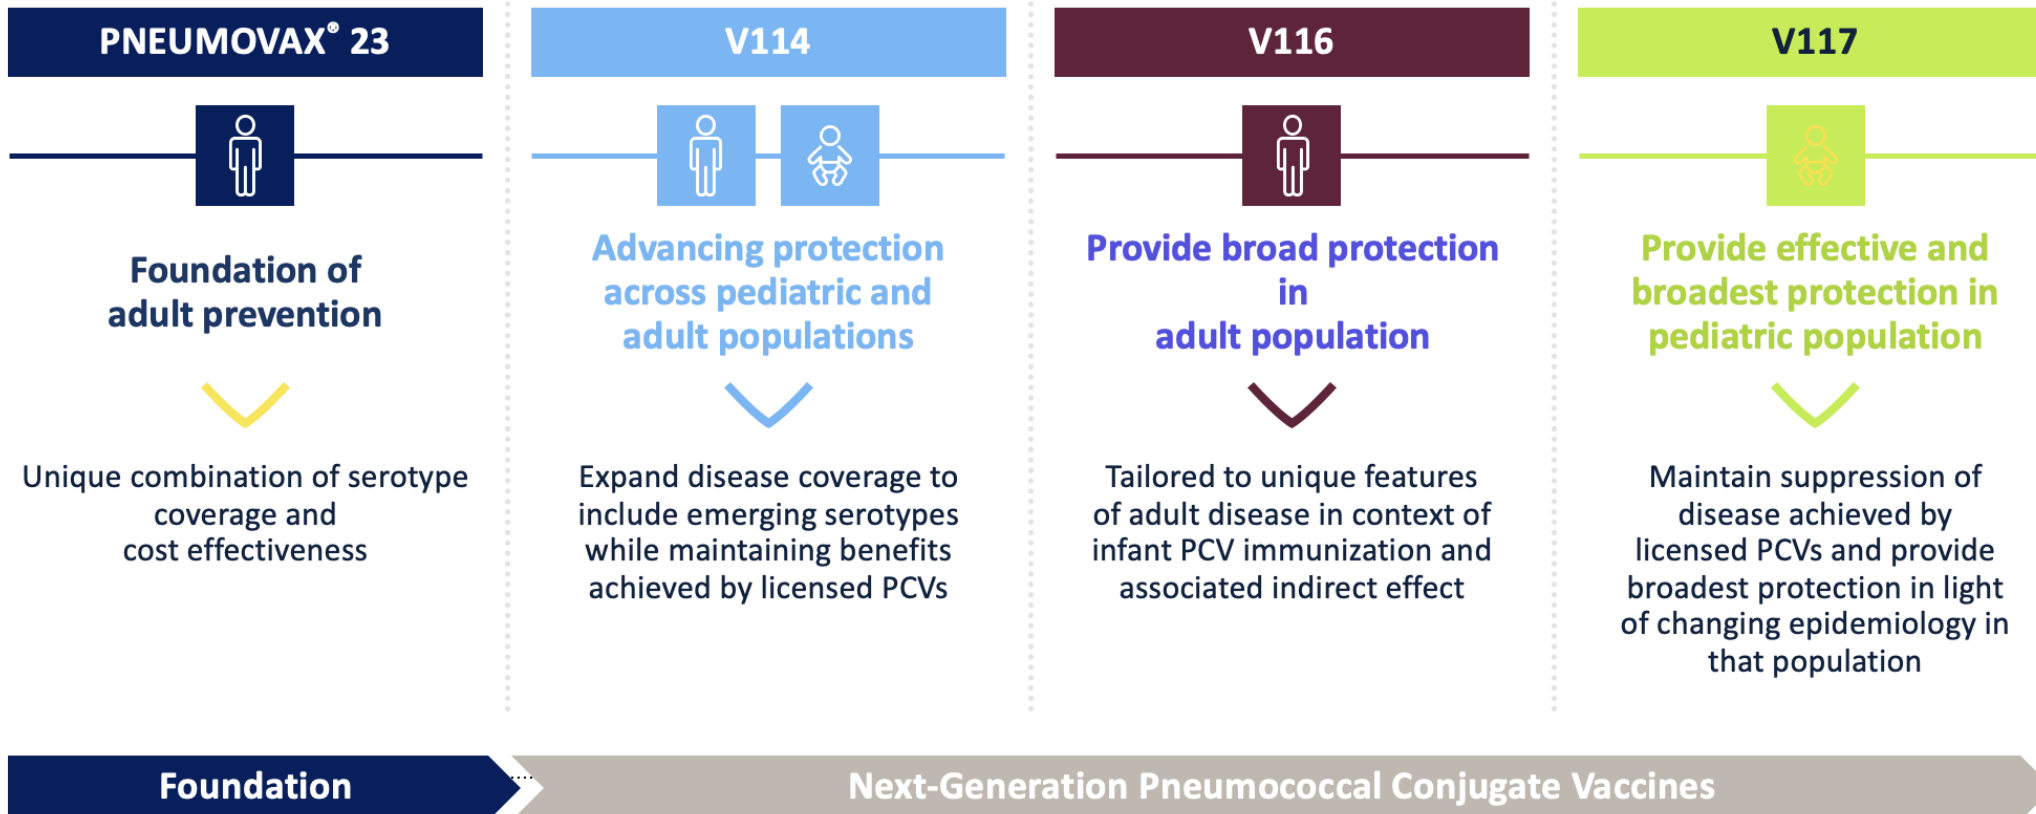 PNEUMOVAX® 23
Foundation of
adult prevention
Unique combination of serotype
coverage and
cost effectiveness
V114
Advancing protection
across pediatric and
adult populations
Expand disease coverage to
include emerging serotypes
while maintaining benefits
achieved by licensed PCVs
V116
Provide broad protection
in
adult population
Tailored to unique features
of adult disease in context of
infant PCV immunization and
associated indirect effect
V117
Provide effective and
broadest protection in
pediatric population
Maintain suppression of
disease achieved by
licensed PCVs and provide
broadest protection in light
of changing epidemiology in
that population
Foundation
Next-Generation Pneumococcal Conjugate Vaccines